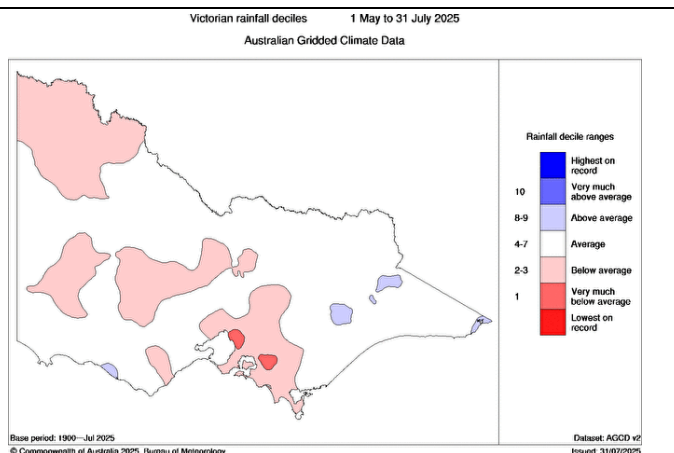 Victorian rainfall deciles 1 May to 31 July 2025
Australian Gridded Climate Data
Rainfall decile ranges
Highest on
record
10 Very much
above average
8-9 Above average
4-7 Average
2-3 Below average
1 Very much
below average
Lowest on
record
Base period: 1900—Jul 2025 Dataset: AGCD v2
© Commonwealth of Australia 2025, Bureau of Meteorology Issued: 31/07/2025